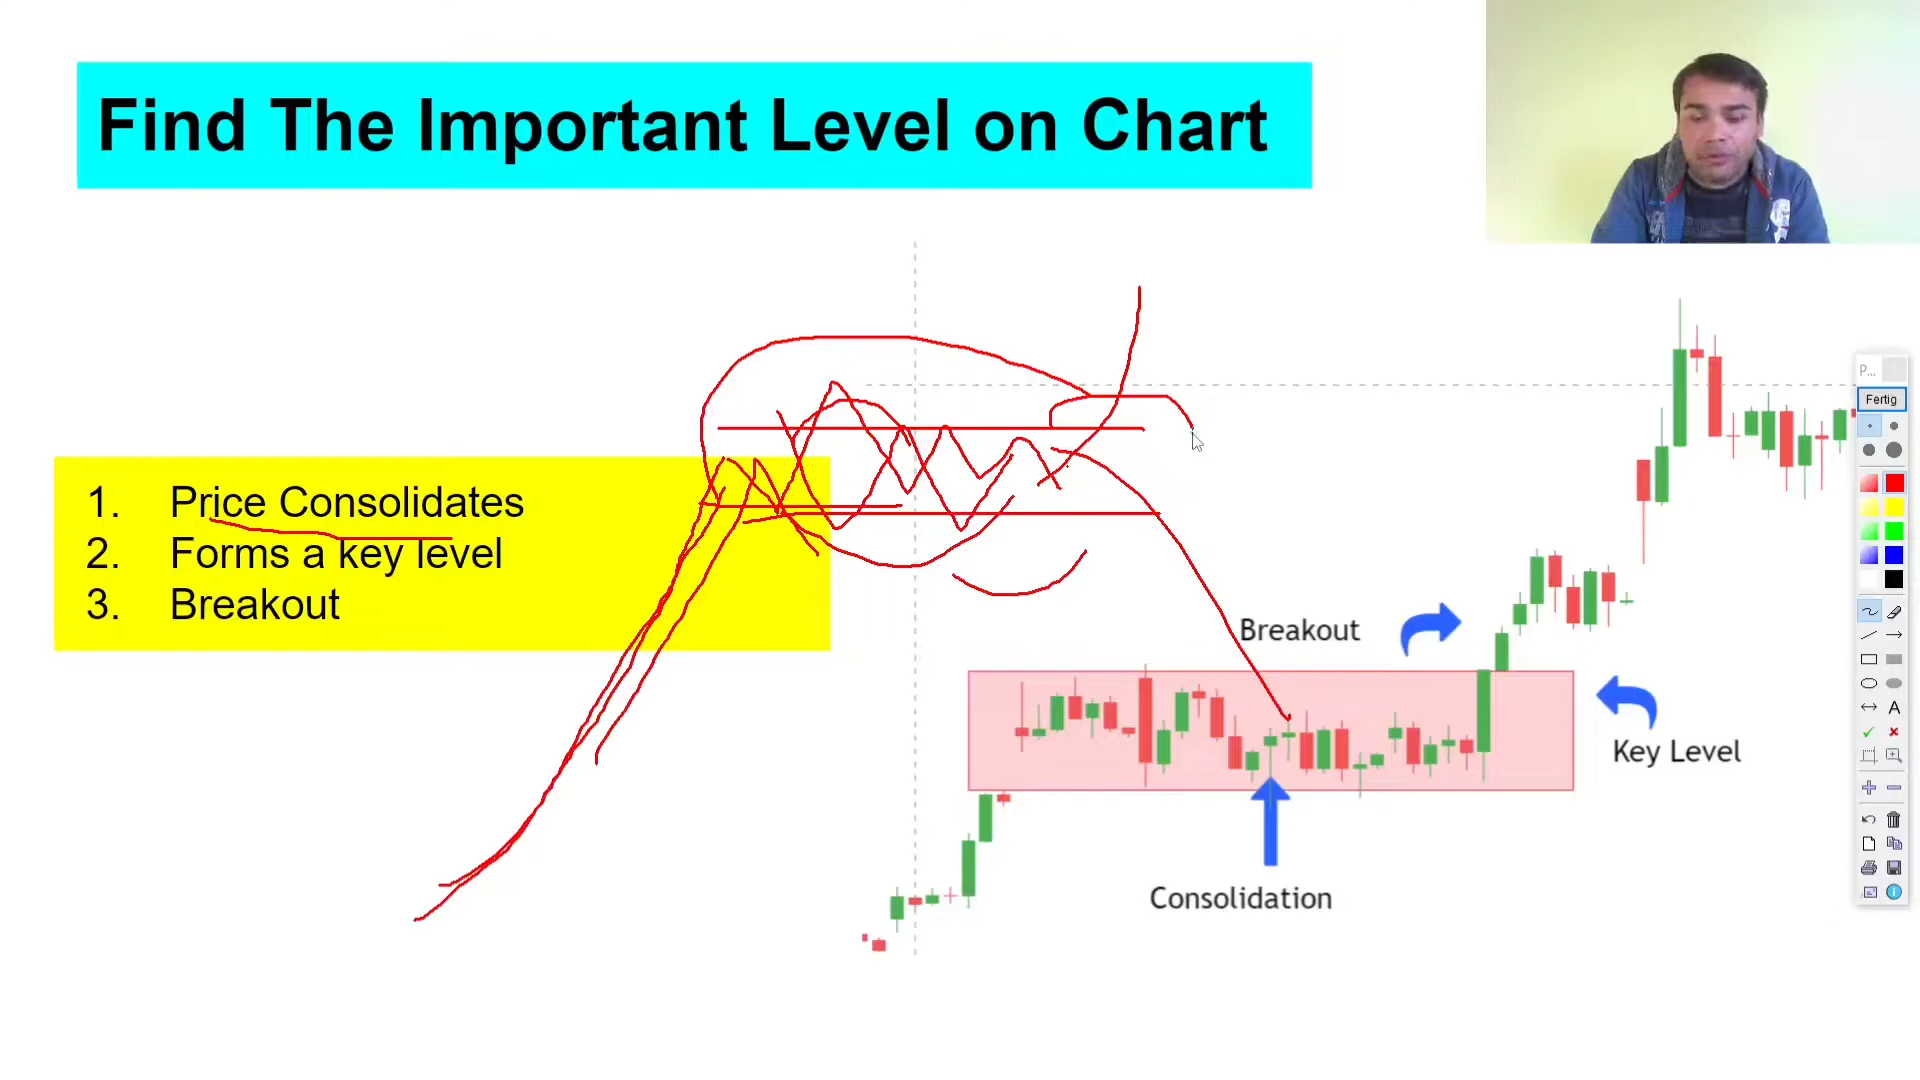 Find The Important Level on Chart
P...
Fertig
1. Price Consolidates
2. Forms a key level
3. Breakout
Breakout
Key Level
Consolidation
A